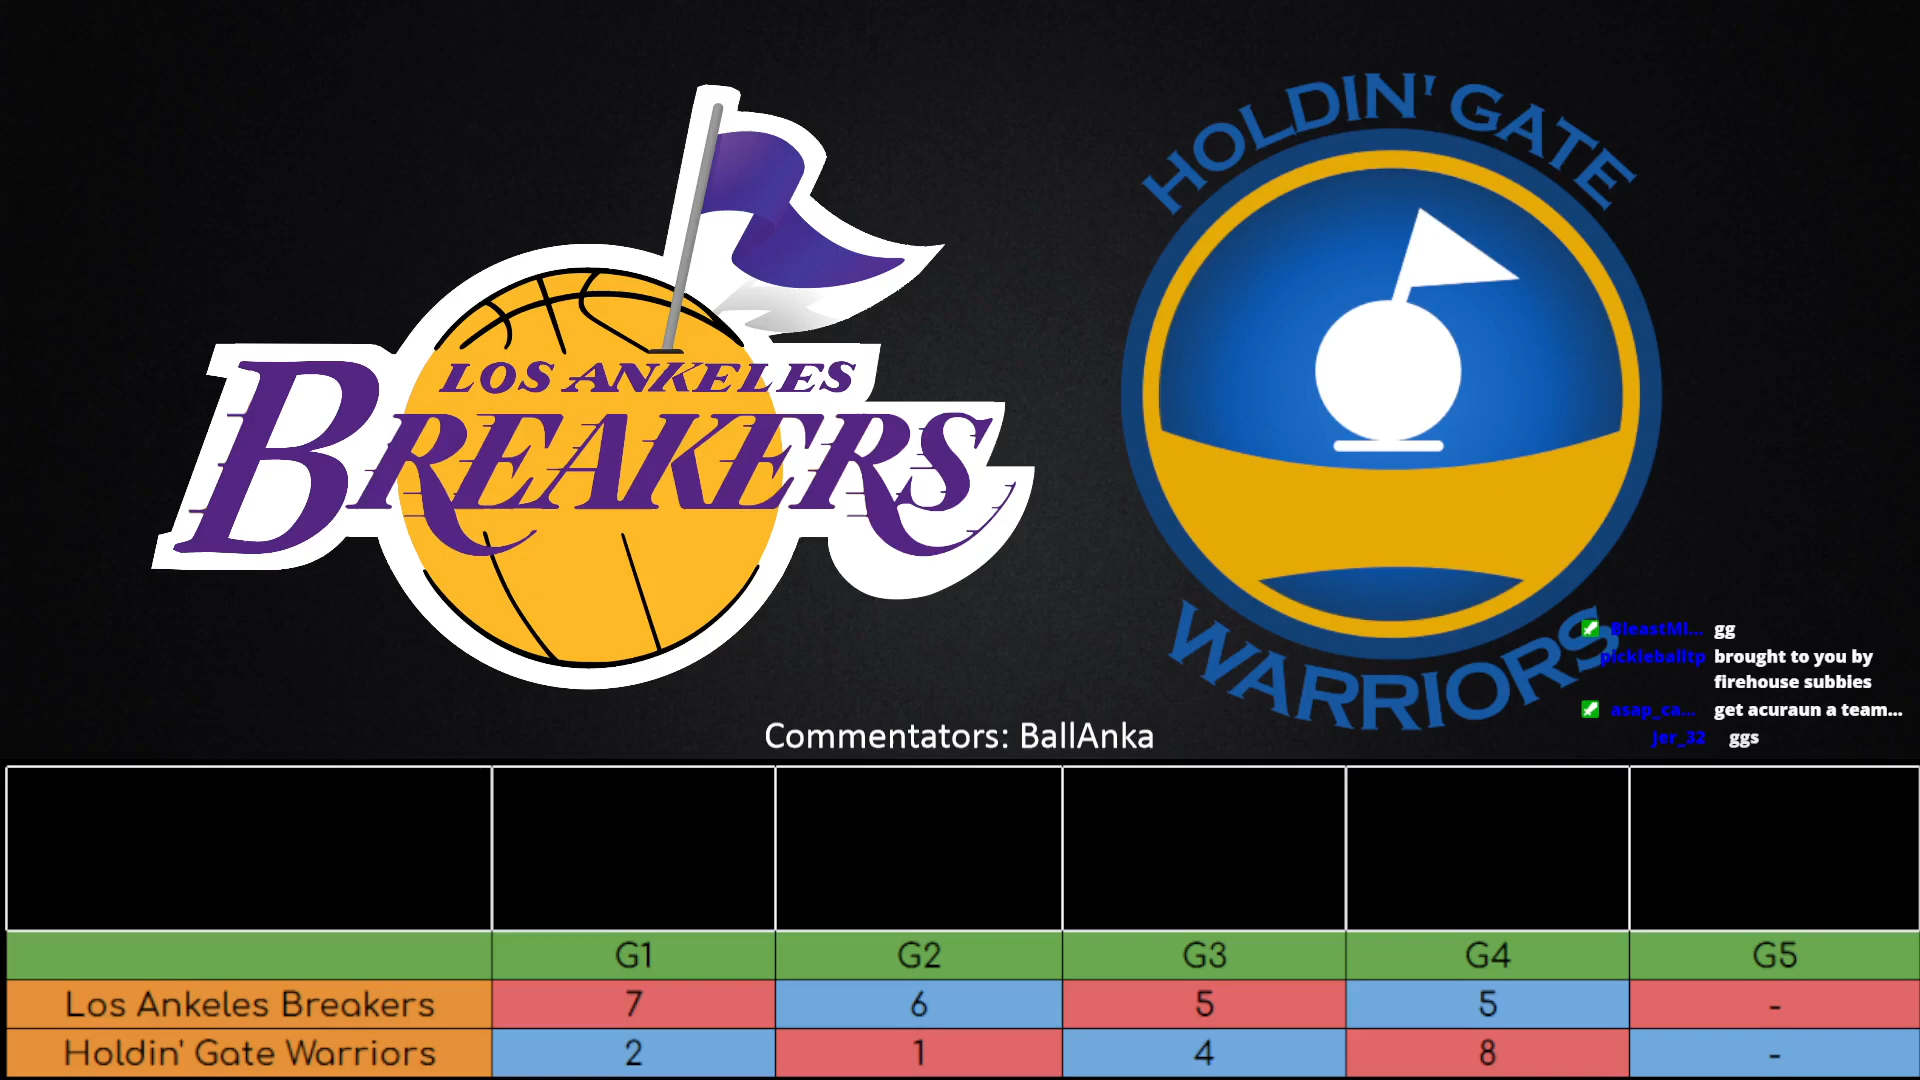 HOLDIN' GATE
LOS ANKELES
BREAKERS
WARRIORS
BleastMi... gg
pickleballtp brought to you by
firehouse subbies
asap_ca... get acuraun a team...
Jer_32 ggs
Commentators: BallAnka
G1 G2 G3 G4 G5
Los Ankeles Breakers 7 6 5 5 -
Holdin' Gate Warriors 2 1 4 8 -